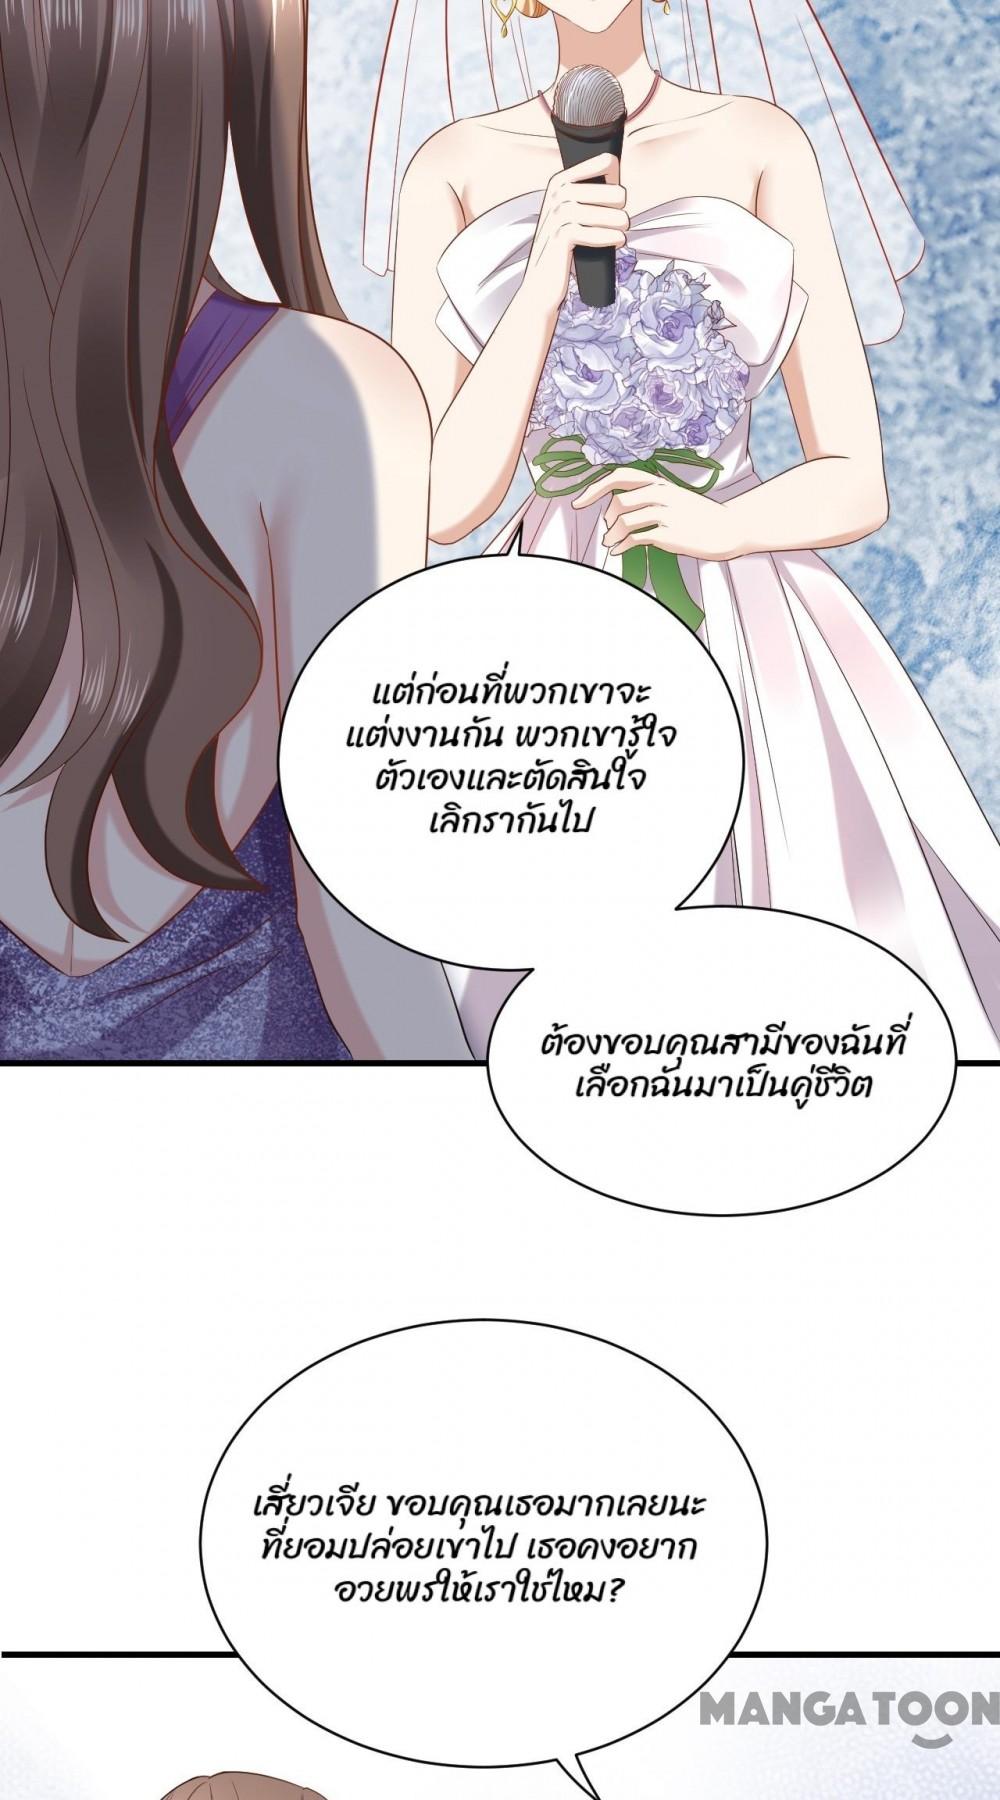 แต่ก่อนที่พวกเขาจะ
แต่งงานกัน พวกเขารู้ใจ
ตัวเองและตัดสินใจ
เลิกรากันไป
ต้องขอบคุณสามีของฉันที่
เลือกฉันมาเป็นคู่ชีวิต
เสี่ยวเจีย ขอบคุณเธอมากเลยนะ
ที่ยอมปล่อยเขาไป เธอคงอยาก
อวยพรให้เราใช่ไหม?
MANGATOON